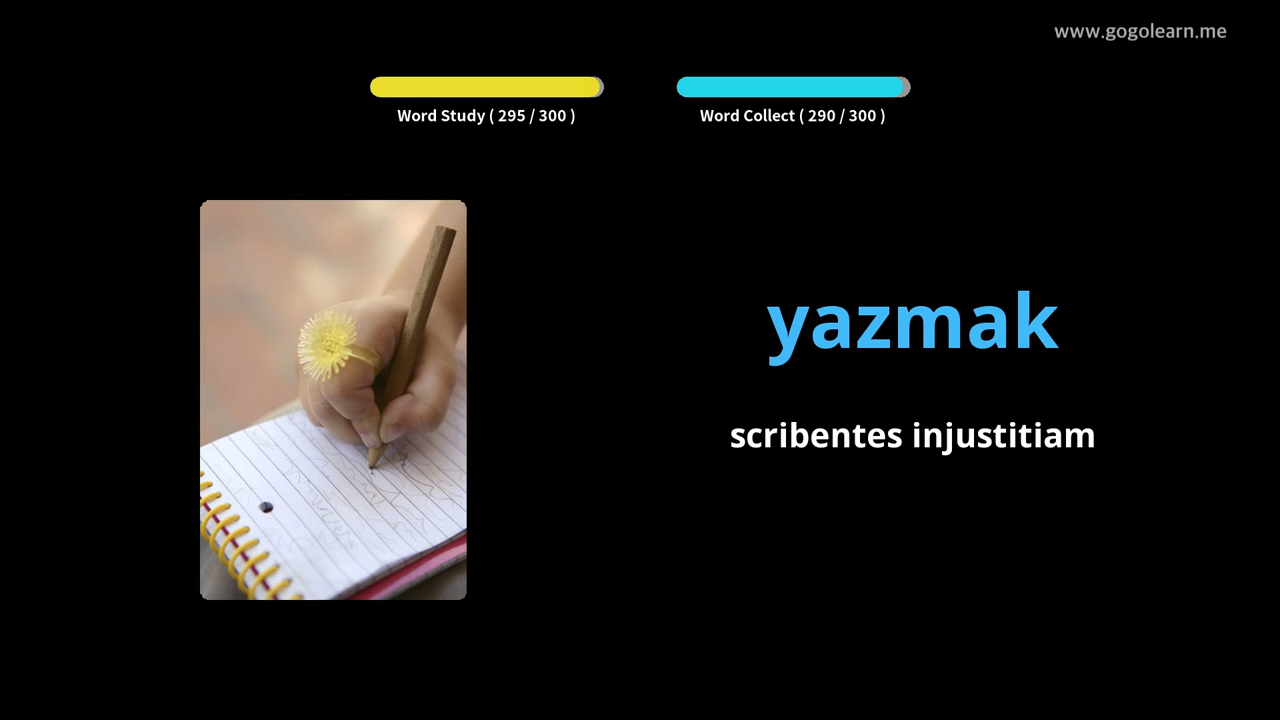 www.gogolearn.me
Word Study ( 295 / 300 )
Word Collect ( 290 / 300 )
yazmak
scribentes injustitiam